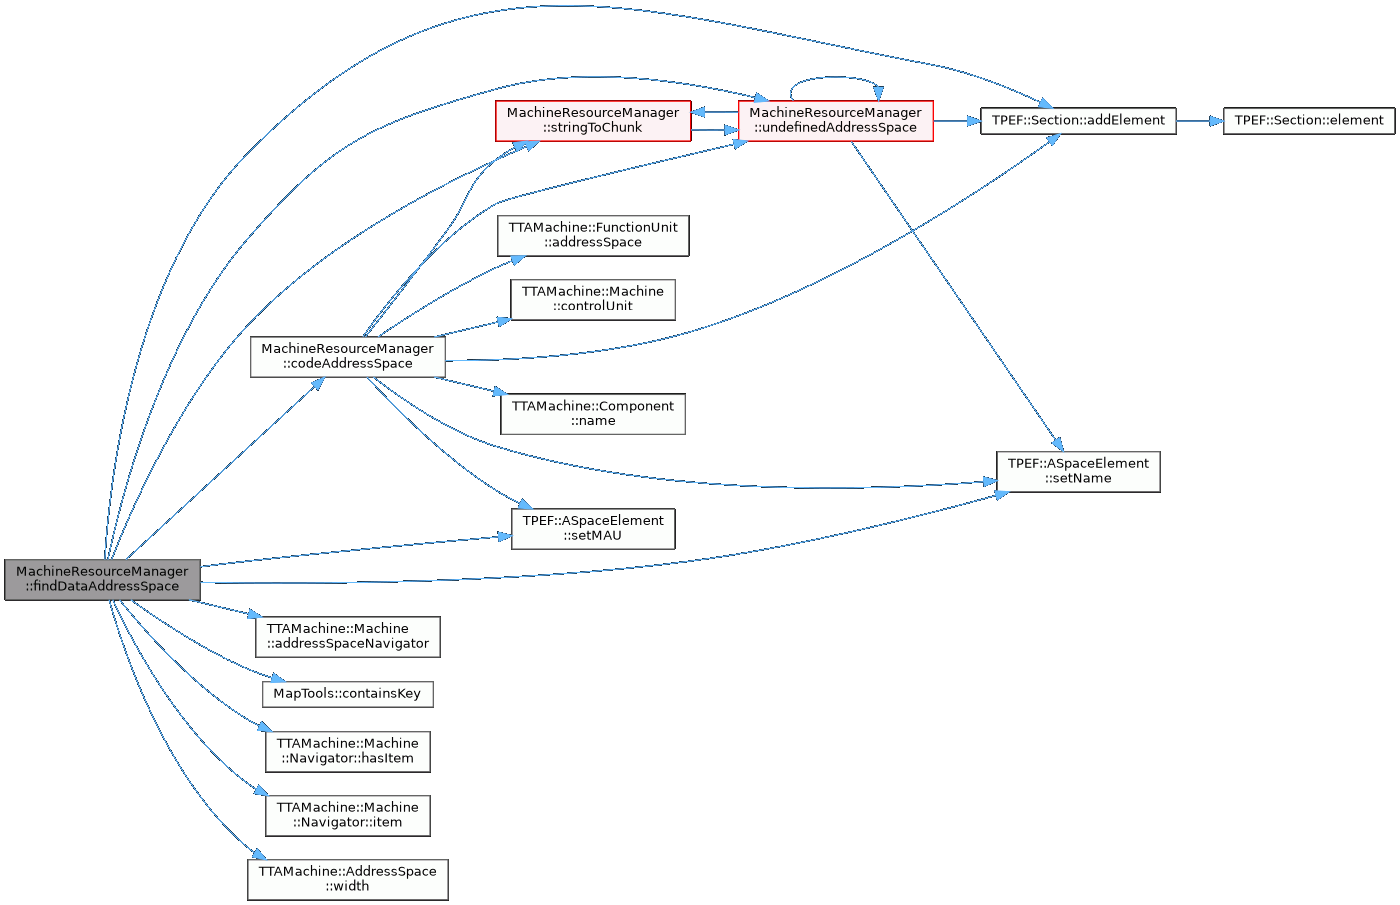 MachineResourceManager
::stringToChunk
MachineResourceManager
::undefinedAddressSpace
TPEF::Section::addElement
TPEF::Section::element
TTAMachine::FunctionUnit
::addressSpace
TTAMachine::Machine
::controlUnit
MachineResourceManager
::codeAddressSpace
TTAMachine::Component
::name
TPEF::ASpaceElement
::setName
TPEF::ASpaceElement
::setMAU
MachineResourceManager
::findDataAddressSpace
TTAMachine::Machine
::addressSpaceNavigator
MapTools::containsKey
TTAMachine::Machine
::Navigator::hasItem
TTAMachine::Machine
::Navigator::item
TTAMachine::AddressSpace
::width